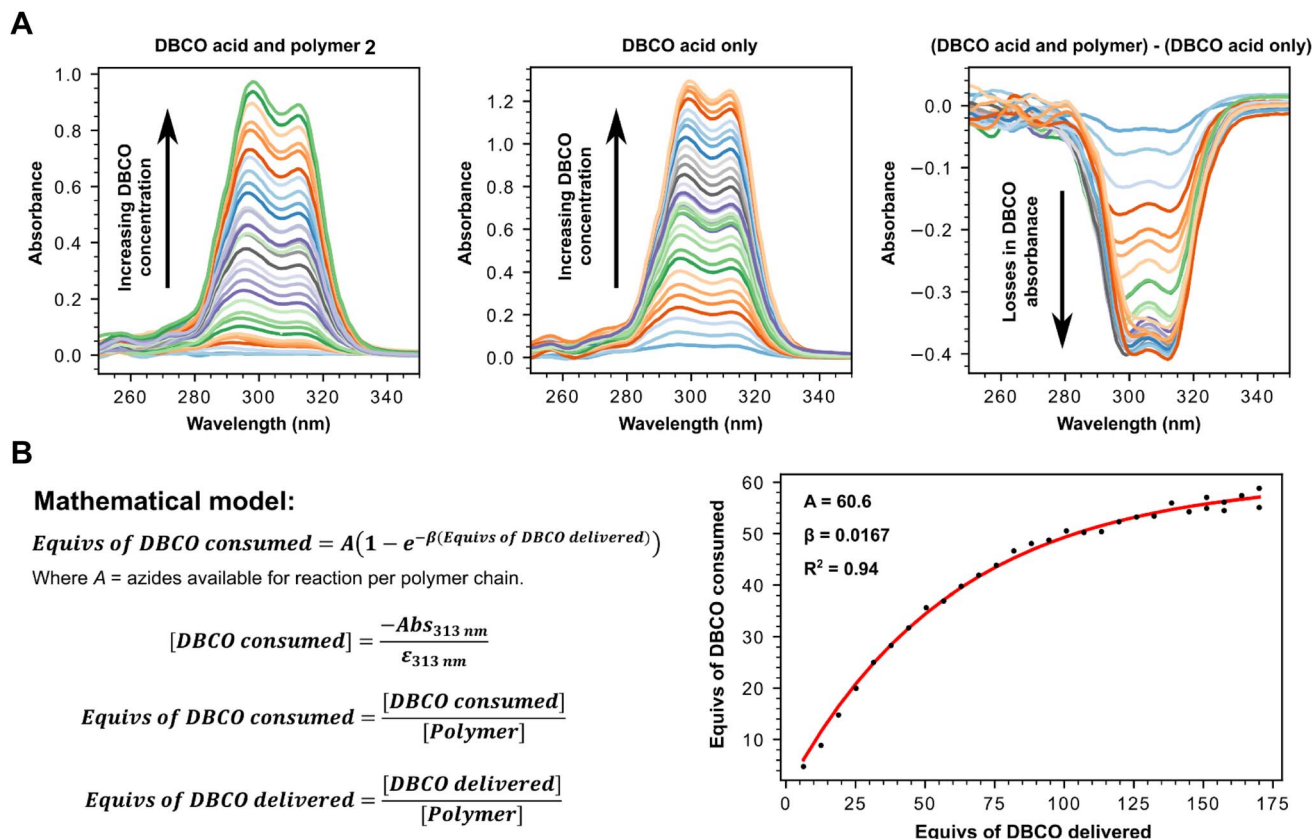 A
DBCO acid and polymer 2
DBCO acid only
(DBCO acid and polymer) - (DBCO acid only)
Absorbance
1.0
0.8
0.6
0.4
0.2
0.0
Increasing DBCO
concentration
260 280 300 320 340
Wavelength (nm)
Absorbance
1.2
1.0
0.8
0.6
0.4
0.2
0.0
Increasing DBCO
concentration
260 280 300 320 340
Wavelength (nm)
Absorbance
0.0
−0.1
−0.2
−0.3
−0.4
Losses in DBCO
absorbance
260 280 300 320 340
Wavelength (nm)
B
Mathematical model:
Equivs of DBCO consumed = A(1 − e^−β(Equivs of DBCO delivered))
Where A = azides available for reaction per polymer chain.
[DBCO consumed] = −Abs313 nm / ε313 nm
Equivs of DBCO consumed = [DBCO consumed] / [Polymer]
Equivs of DBCO delivered = [DBCO delivered] / [Polymer]
Equivs of DBCO consumed
60
50
40
30
20
10
A = 60.6
β = 0.0167
R² = 0.94
0 25 50 75 100 125 150 175
Equivs of DBCO delivered